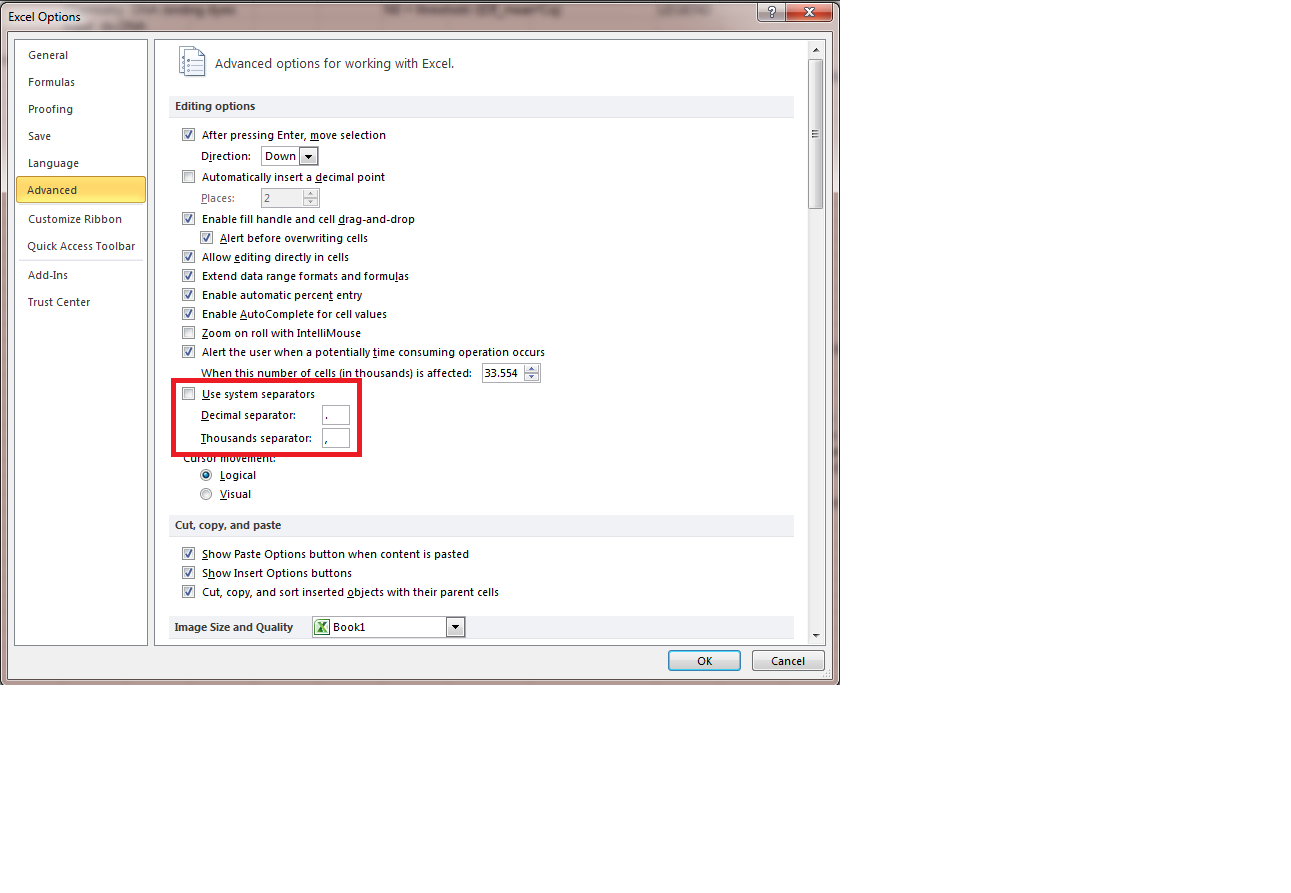 Excel Options
General
Formulas
Proofing
Save
Language
Advanced
Customize Ribbon
Quick Access Toolbar
Add-Ins
Trust Center
Advanced options for working with Excel.
Editing options
After pressing Enter, move selection
Direction: Down
Automatically insert a decimal point
Places: 2
Enable fill handle and cell drag-and-drop
Alert before overwriting cells
Allow editing directly in cells
Extend data range formats and formulas
Enable automatic percent entry
Enable AutoComplete for cell values
Zoom on roll with IntelliMouse
Alert the user when a potentially time consuming operation occurs
When this number of cells (in thousands) is affected: 33.554
Use system separators
Decimal separator: .
Thousands separator: ,
Cursor movement:
Logical
Visual
Cut, copy, and paste
Show Paste Options button when content is pasted
Show Insert Options buttons
Cut, copy, and sort inserted objects with their parent cells
Image Size and Quality Book1
OK Cancel